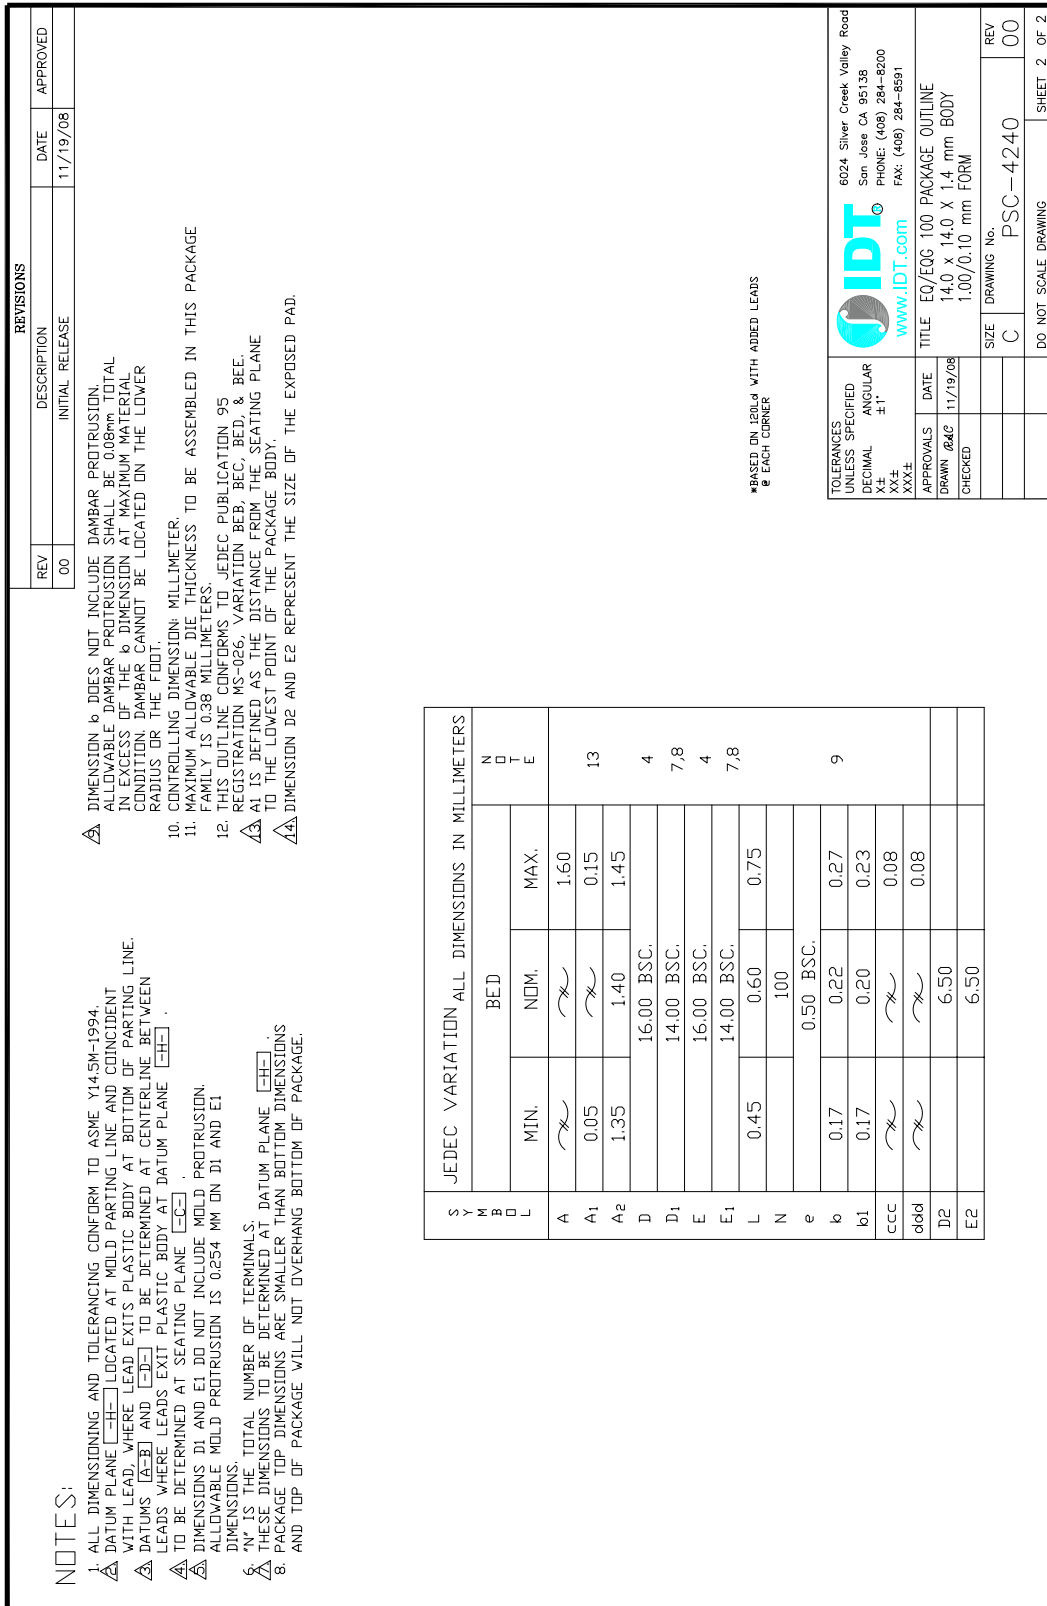 NOTES:
1. ALL DIMENSIONING AND TOLERANCING CONFORM TO ASME Y14.5M-1994.
2. DATUM PLANE -H- LOCATED AT MOLD PARTING LINE AND COINCIDENT
WITH LEAD, WHERE LEAD EXITS PLASTIC BODY AT BOTTOM OF PARTING LINE.
3. DATUMS A-B AND -D- TO BE DETERMINED AT CENTERLINE BETWEEN
LEADS WHERE LEADS EXIT PLASTIC BODY AT DATUM PLANE -H- .
4. TO BE DETERMINED AT SEATING PLANE -C- .
5. DIMENSIONS D1 AND E1 DO NOT INCLUDE MOLD PROTRUSION.
ALLOWABLE MOLD PROTRUSION IS 0.254 MM ON D1 AND E1
DIMENSIONS.
6. "N" IS THE TOTAL NUMBER OF TERMINALS.
7. THESE DIMENSIONS TO BE DETERMINED AT DATUM PLANE -H- .
8. PACKAGE TOP DIMENSIONS ARE SMALLER THAN BOTTOM DIMENSIONS
AND TOP OF PACKAGE WILL NOT OVERHANG BOTTOM OF PACKAGE.
9. DIMENSION b DOES NOT INCLUDE DAMBAR PROTRUSION.
ALLOWABLE DAMBAR PROTRUSION SHALL BE 0.08mm TOTAL
IN EXCESS OF THE b DIMENSION AT MAXIMUM MATERIAL
CONDITION. DAMBAR CANNOT BE LOCATED ON THE LOWER
RADIUS OR THE FOOT.
10. CONTROLLING DIMENSION: MILLIMETER.
11. MAXIMUM ALLOWABLE DIE THICKNESS TO BE ASSEMBLED IN THIS PACKAGE
FAMILY IS 0.38 MILLIMETERS.
12. THIS OUTLINE CONFORMS TO JEDEC PUBLICATION 95
REGISTRATION MS-026, VARIATION BEB, BEC, BED, & BEE.
13. A1 IS DEFINED AS THE DISTANCE FROM THE SEATING PLANE
TO THE LOWEST POINT OF THE PACKAGE BODY.
14. DIMENSION D2 AND E2 REPRESENT THE SIZE OF THE EXPOSED PAD.
REVISIONS
REV DESCRIPTION DATE APPROVED
00 INITIAL RELEASE 11/19/08
SYMBOL JEDEC VARIATION ALL DIMENSIONS IN MILLIMETERS
BED NOTE
MIN. NOM. MAX.
A 1.60
A1 0.05 0.15 13
A2 1.35 1.40 1.45
D 16.00 BSC. 4
D1 14.00 BSC. 7,8
E 16.00 BSC. 4
E1 14.00 BSC. 7,8
L 0.45 0.60 0.75
N 100
e 0.50 BSC.
b 0.17 0.22 0.27 9
b1 0.17 0.20 0.23
ccc 0.08
ddd 0.08
D2 6.50
E2 6.50
*BASED ON 120Ld WITH ADDED LEADS
@ EACH CORNER
TOLERANCES
UNLESS SPECIFIED
DECIMAL ANGULAR
X± ±1°
XX±
XXX±
IDT ®
www.IDT.com
6024 Silver Creek Valley Road
San Jose CA 95138
PHONE: (408) 284-8200
FAX: (408) 284-8591
APPROVALS DATE
DRAWN 11/19/08
CHECKED
TITLE EQ/EQG 100 PACKAGE OUTLINE
14.0 x 14.0 X 1.4 mm BODY
1.00/0.10 mm FORM
SIZE DRAWING No. REV
C PSC-4240 00
DO NOT SCALE DRAWING SHEET 2 OF 2